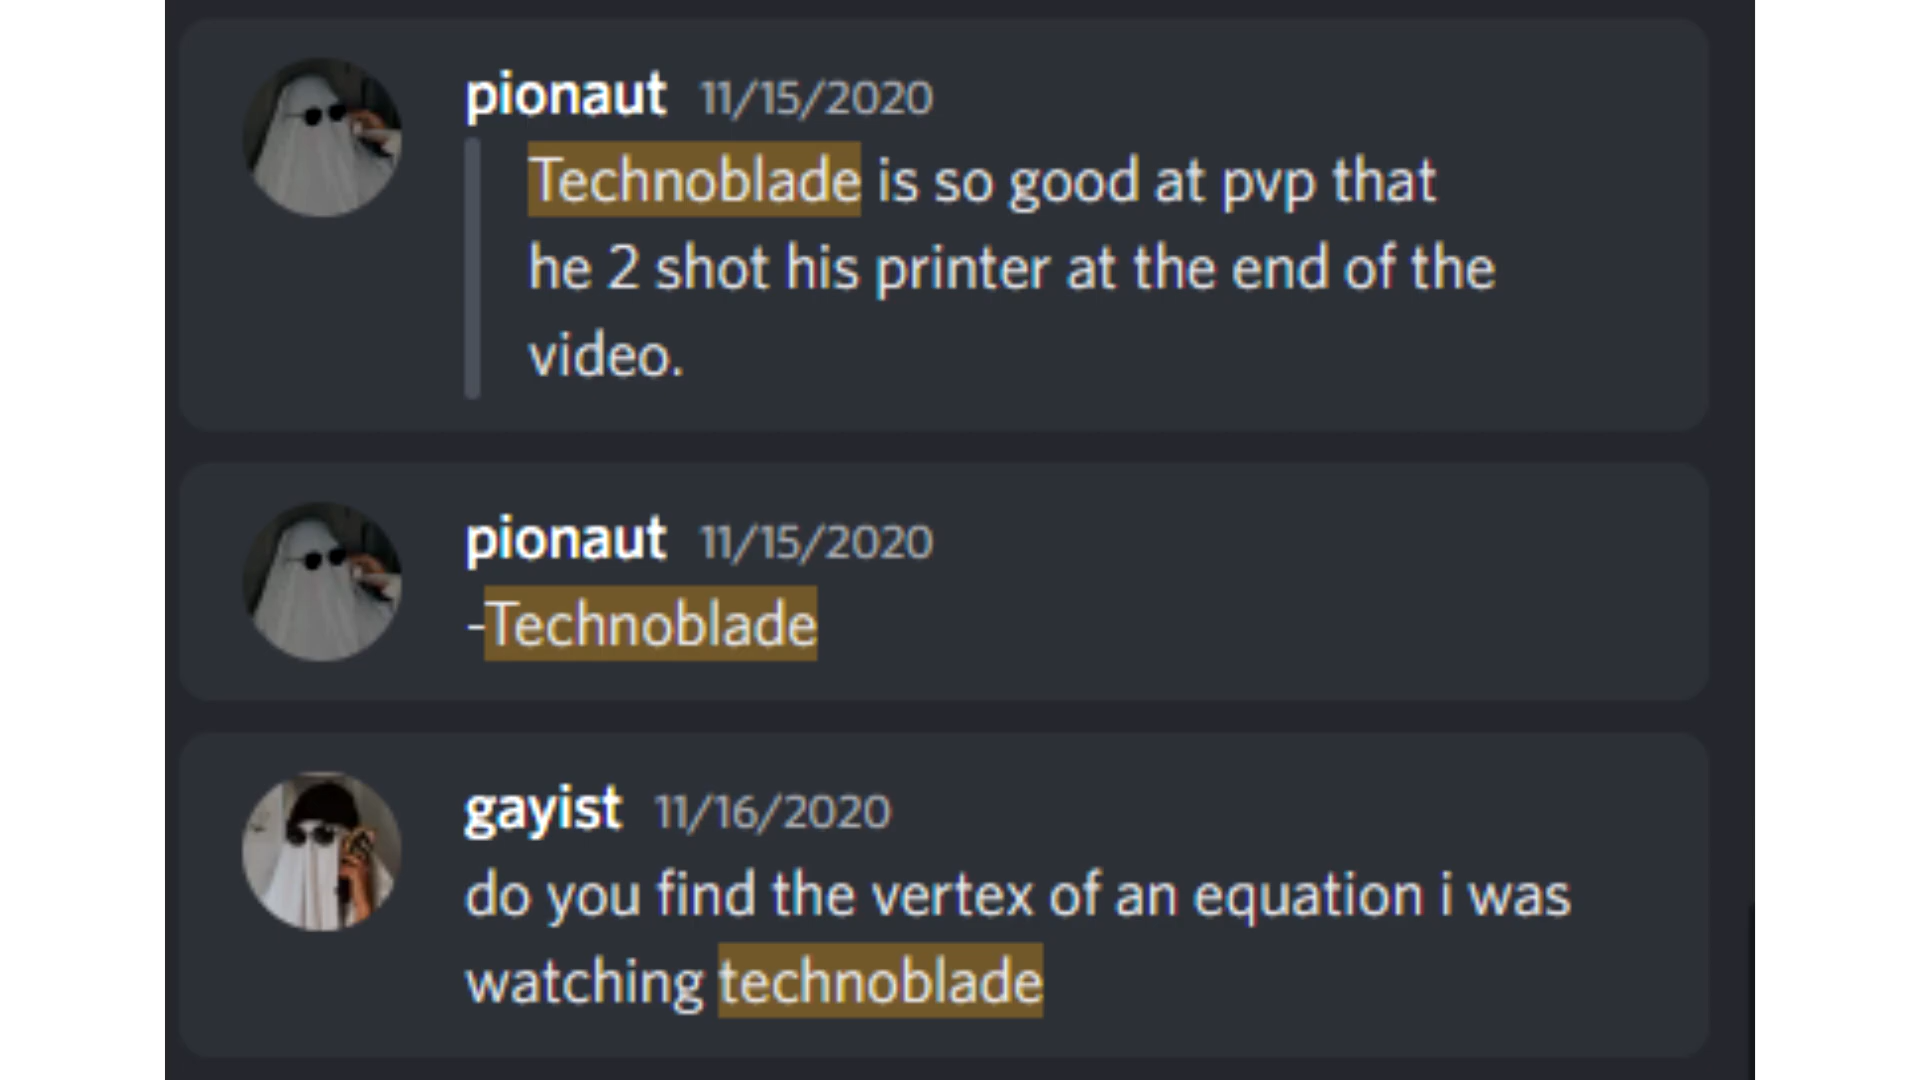 pionaut 11/15/2020
Technoblade is so good at pvp that
he 2 shot his printer at the end of the
video.
pionaut 11/15/2020
-Technoblade
gayist 11/16/2020
do you find the vertex of an equation i was
watching technoblade